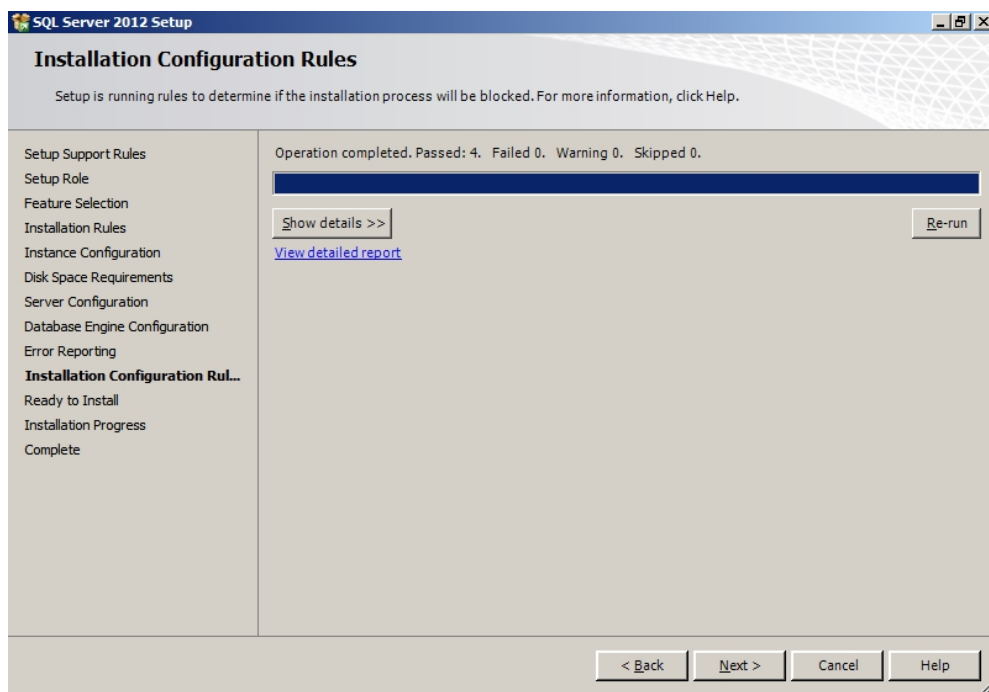 SQL Server 2012 Setup
Installation Configuration Rules
Setup is running rules to determine if the installation process will be blocked. For more information, click Help.
Setup Support Rules
Setup Role
Feature Selection
Installation Rules
Instance Configuration
Disk Space Requirements
Server Configuration
Database Engine Configuration
Error Reporting
Installation Configuration Rul...
Ready to Install
Installation Progress
Complete
Operation completed. Passed: 4. Failed 0. Warning 0. Skipped 0.
Show details >>
Re-run
View detailed report
< Back
Next >
Cancel
Help